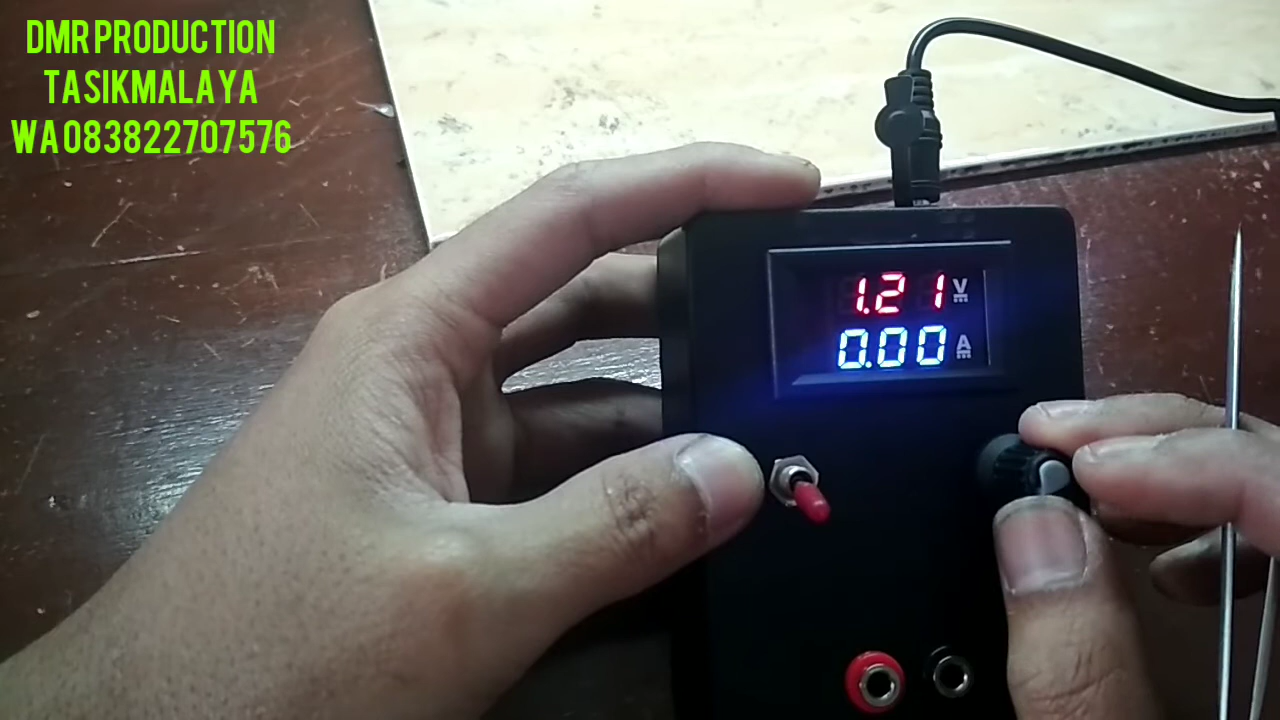 DMR PRODUCTION
TASIKMALAYA
WA 083822707576
1.21 V
0.00 A